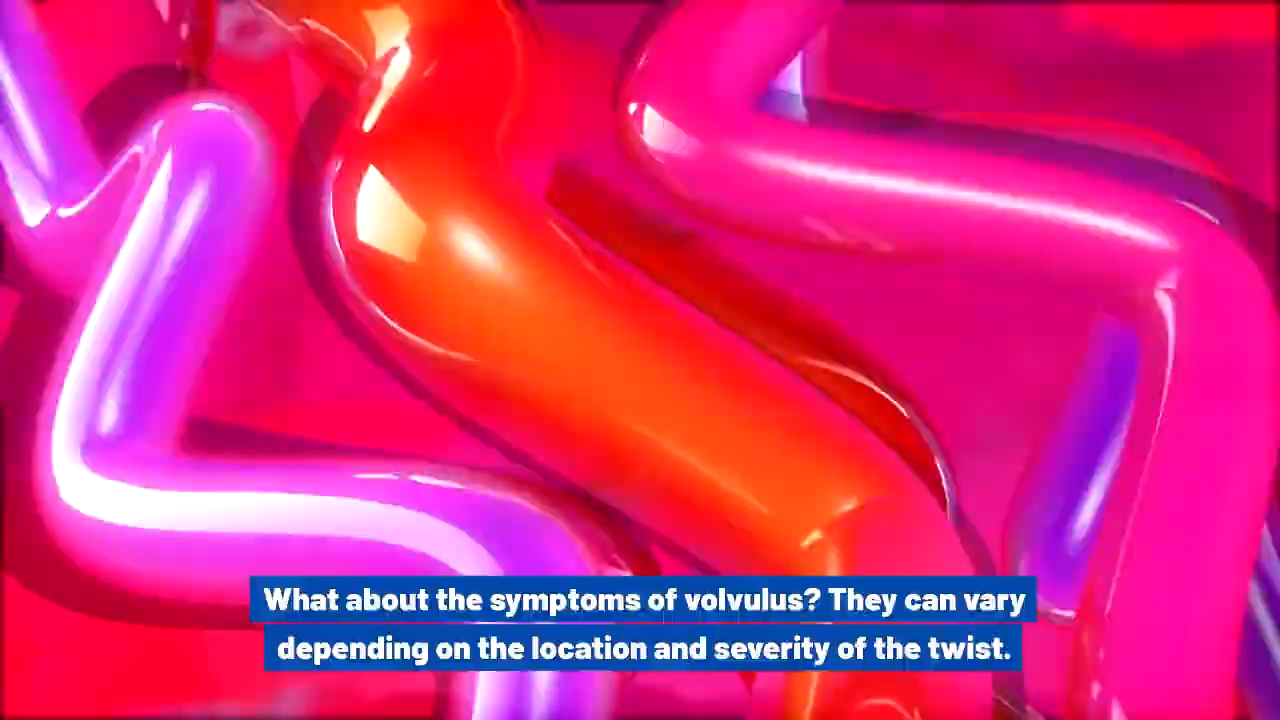 What about the symptoms of volvulus? They can vary
depending on the location and severity of the twist.